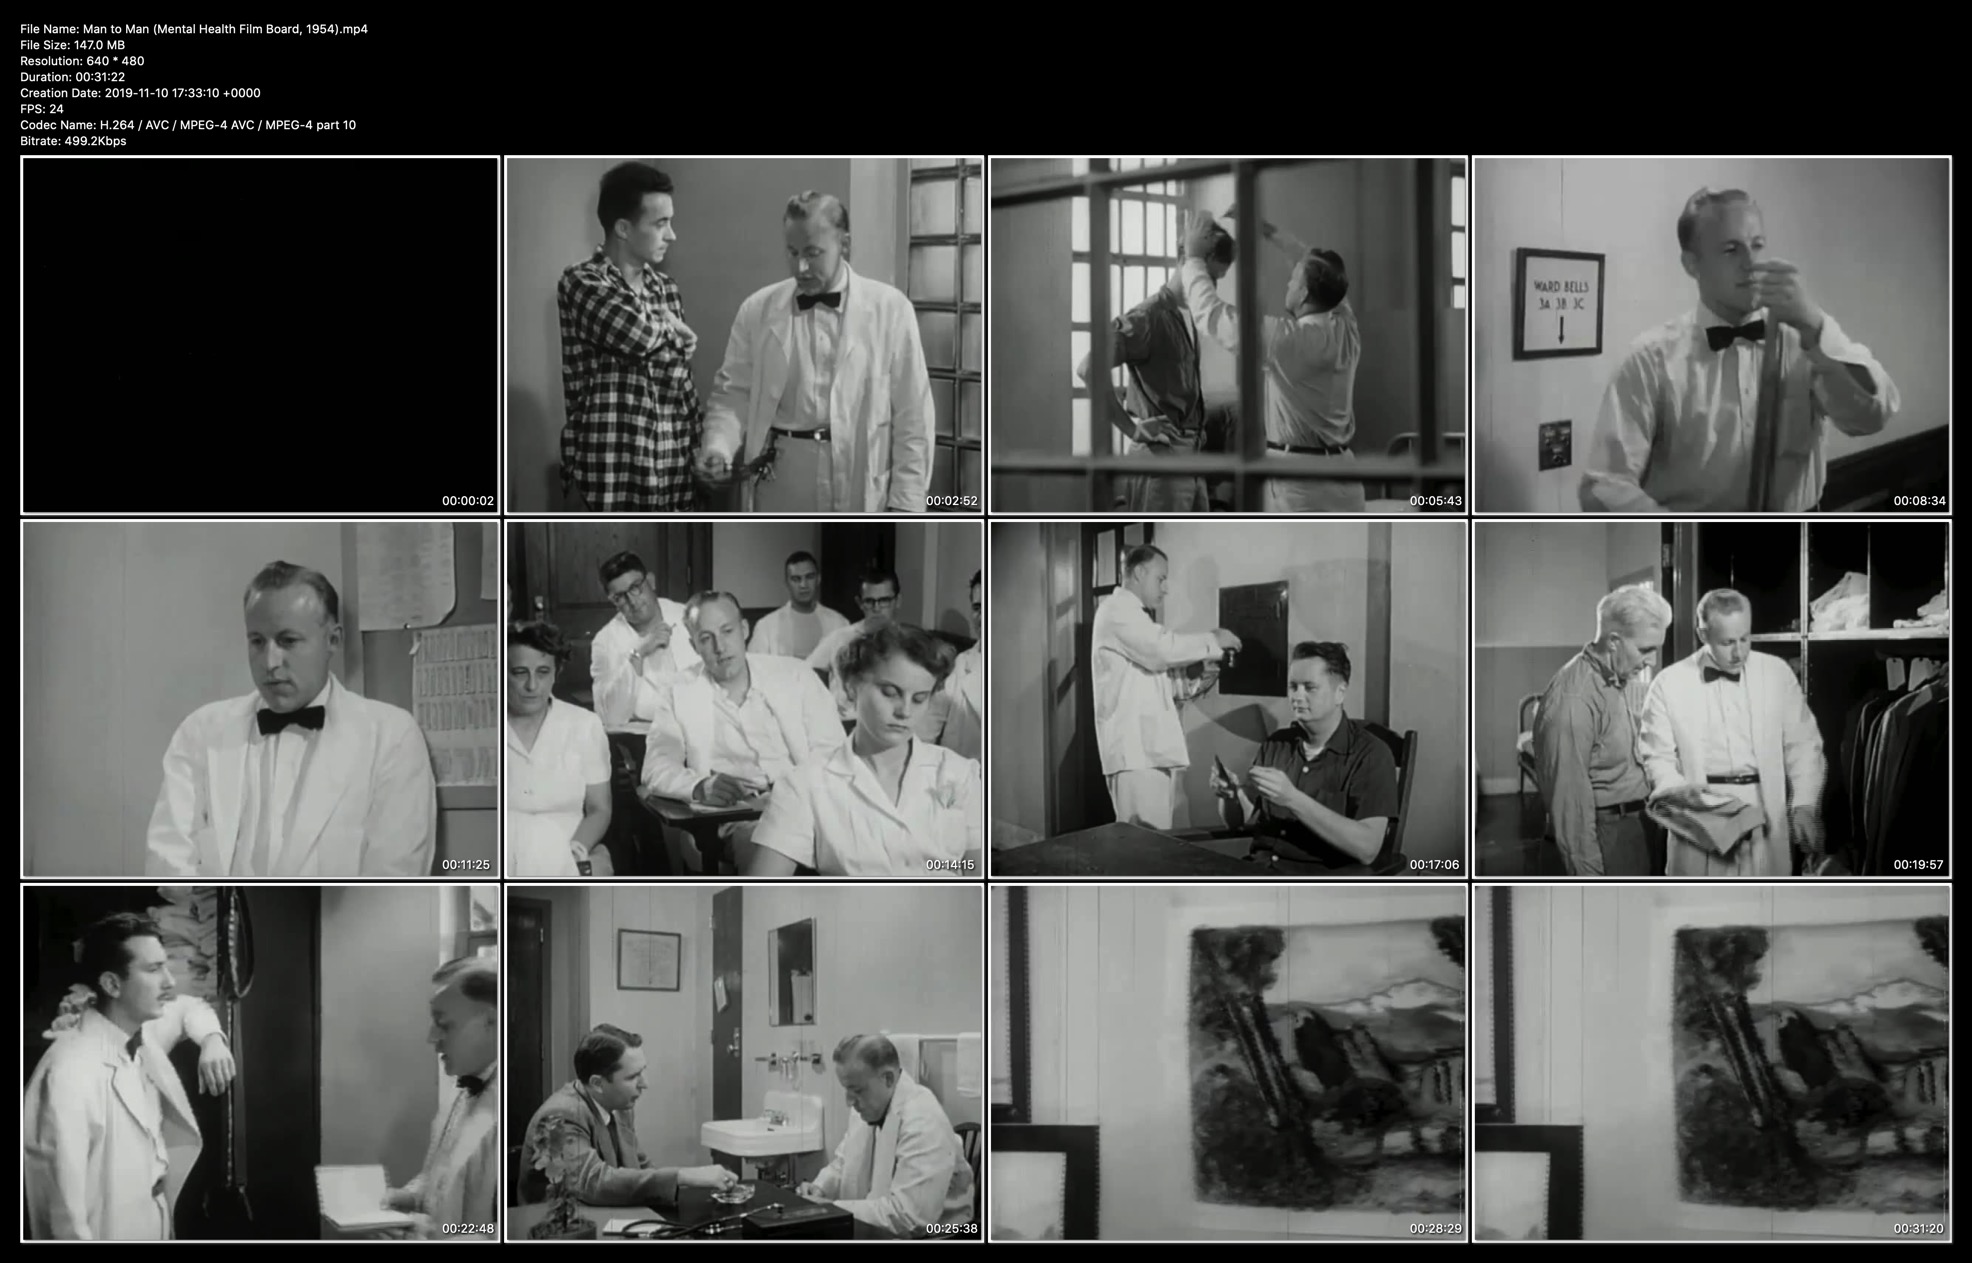 File Name: Man to Man (Mental Health Film Board, 1954).mp4
File Size: 147.0 MB
Resolution: 640 * 480
Duration: 00:31:22
Creation Date: 2019-11-10 17:33:10 +0000
FPS: 24
Codec Name: H.264 / AVC / MPEG-4 AVC / MPEG-4 part 10
Bitrate: 499.2Kbps
WARD BELLS
3A 3B 3C
00:00:02
00:02:52
00:05:43
00:08:34
00:11:25
00:14:15
00:17:06
00:19:57
00:22:48
00:25:38
00:28:29
00:31:20